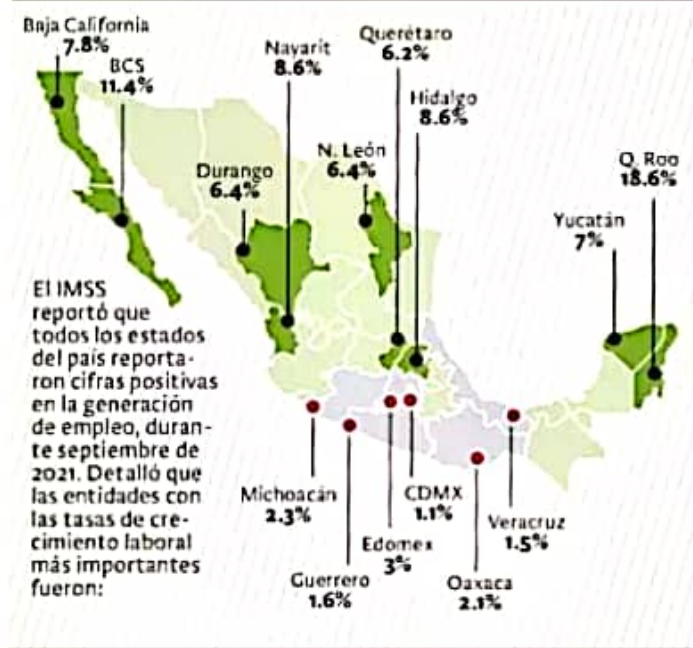 Baja California
7.8%
BCS
11.4%
Nayarit
8.6%
Querétaro
6.2%
Hidalgo
8.6%
Durango
6.4%
N. León
6.4%
Q. Roo
18.6%
Yucatán
7%
El IMSS
reportó que
todos los estados
del país reporta-
ron cifras positivas
en la generación
de empleo, duran-
te septiembre de
2021. Detalló que
las entidades con
las tasas de cre-
cimiento laboral
más importantes
fueron:
Michoacán
2.3%
Guerrero
1.6%
Edomex
3%
CDMX
1.1%
Oaxaca
2.1%
Veracruz
1.5%